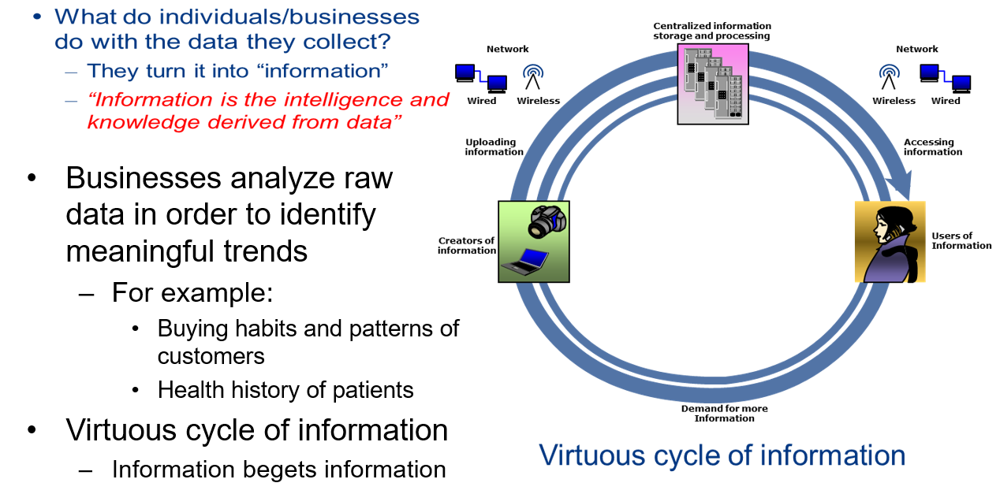 • What do individuals/businesses
do with the data they collect?
– They turn it into “information”
– “Information is the intelligence and
knowledge derived from data”
• Businesses analyze raw
data in order to identify
meaningful trends
– For example:
• Buying habits and patterns of
customers
• Health history of patients
• Virtuous cycle of information
– Information begets information
Centralized information
storage and processing
Network
Wired
Wireless
Network
Wireless
Wired
Uploading
information
Accessing
information
Creators of
information
Users of
Information
Demand for more
Information
Virtuous cycle of information